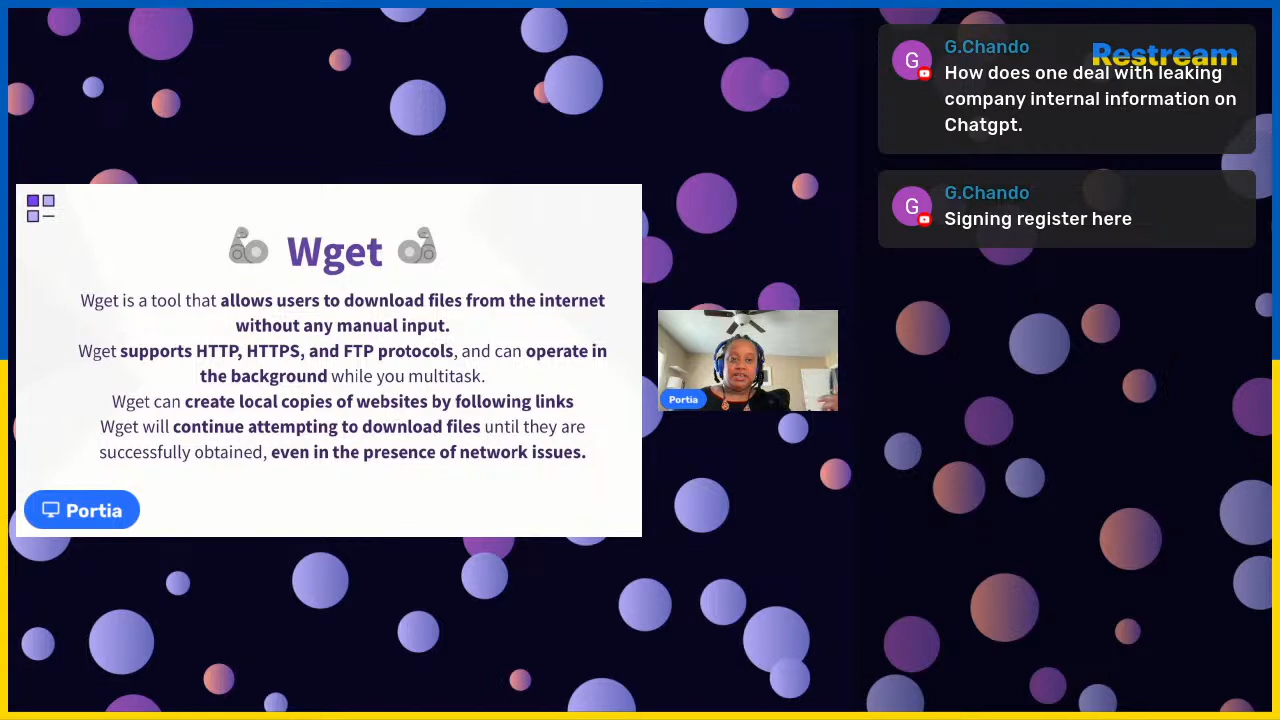 Wget
Wget is a tool that allows users to download files from the internet
without any manual input.
Wget supports HTTP, HTTPS, and FTP protocols, and can operate in
the background while you multitask.
Wget can create local copies of websites by following links
Wget will continue attempting to download files until they are
successfully obtained, even in the presence of network issues.
Portia
Portia
G.Chando
Restream
G
How does one deal with leaking
company internal information on
Chatgpt.
G.Chando
G
Signing register here